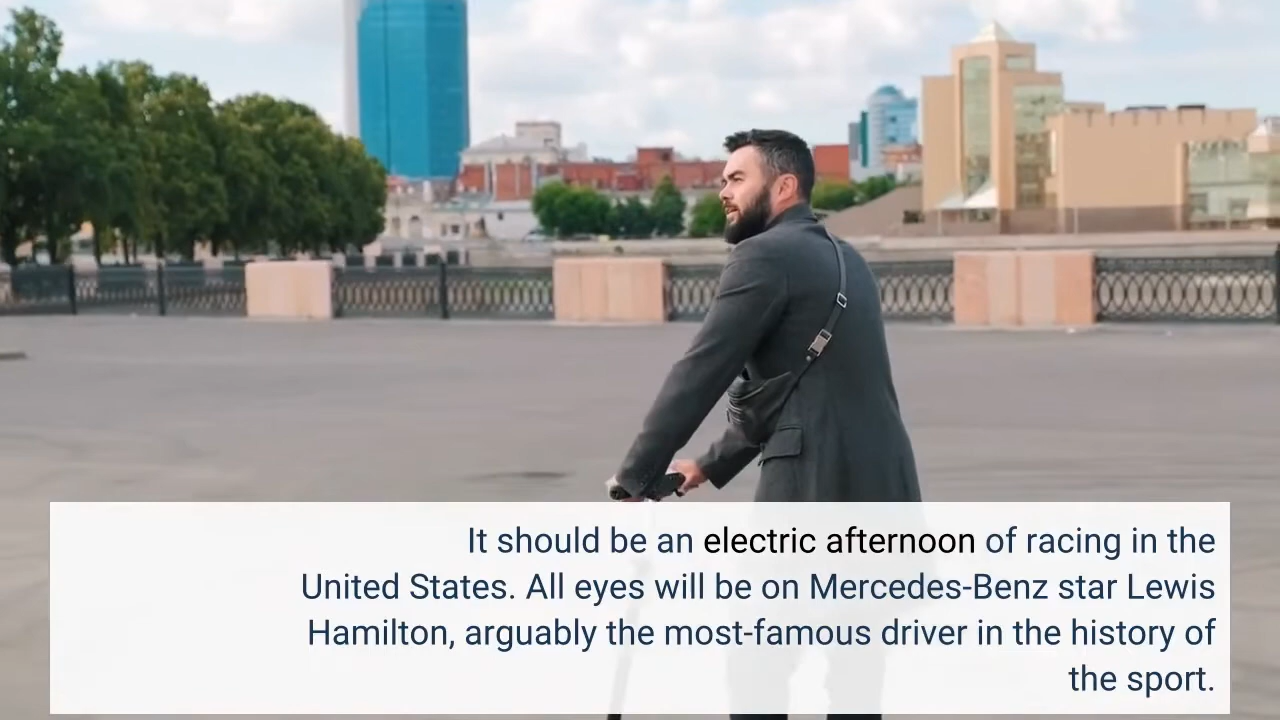 It should be an electric afternoon of racing in the
United States. All eyes will be on Mercedes-Benz star Lewis
Hamilton, arguably the most-famous driver in the history of
the sport.